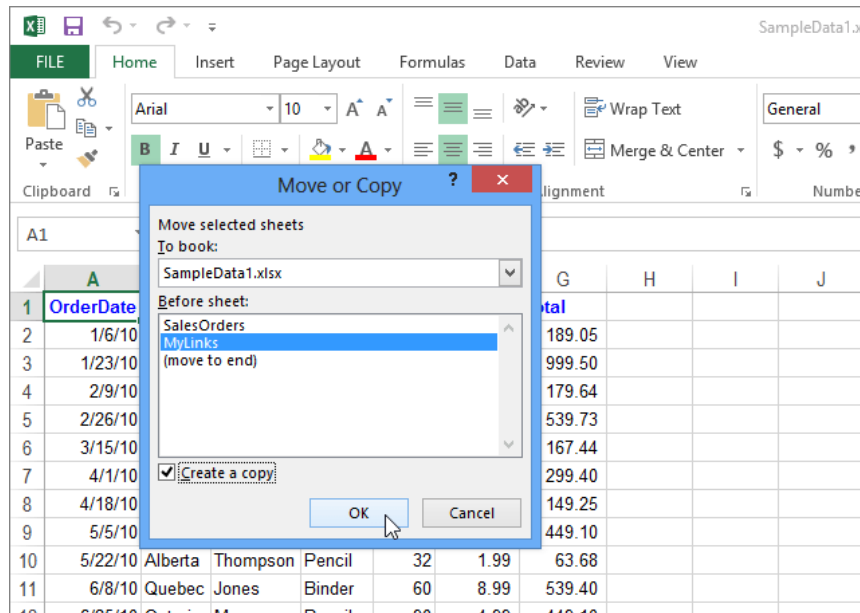 SampleData1.x
FILE Home Insert Page Layout Formulas Data Review View
Arial 10 A A Wrap Text General
Paste B I U A Merge & Center $ % ,
Clipboard lignment Numbe
Move or Copy ? ×
A1
Move selected sheets
To book:
SampleData1.xlsx
Before sheet:
SalesOrders
MyLinks
(move to end)
Create a copy
OK Cancel
A G H I J
1 OrderDate tal
2 1/6/10 189.05
3 1/23/10 999.50
4 2/9/10 179.64
5 2/26/10 539.73
6 3/15/10 167.44
7 4/1/10 299.40
8 4/18/10 149.25
9 5/5/10 449.10
10 5/22/10 Alberta Thompson Pencil 32 1.99 63.68
11 6/8/10 Quebec Jones Binder 60 8.99 539.40